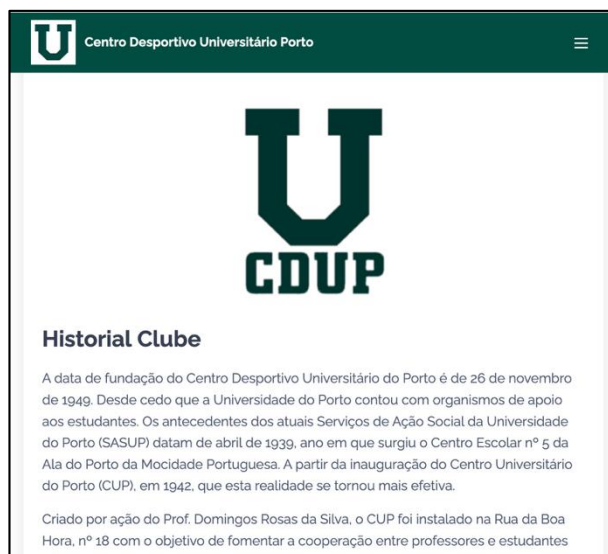 U Centro Desportivo Universitário Porto
U
CDUP
Historial Clube
A data de fundação do Centro Desportivo Universitário do Porto é de 26 de novembro
de 1949. Desde cedo que a Universidade do Porto contou com organismos de apoio
aos estudantes. Os antecedentes dos atuais Serviços de Ação Social da Universidade
do Porto (SASUP) datam de abril de 1939, ano em que surgiu o Centro Escolar nº 5 da
Ala do Porto da Mocidade Portuguesa. A partir da inauguração do Centro Universitário
do Porto (CUP), em 1942, que esta realidade se tornou mais efetiva.
Criado por ação do Prof. Domingos Rosas da Silva, o CUP foi instalado na Rua da Boa
Hora, nº 18 com o objetivo de fomentar a cooperação entre professores e estudantes